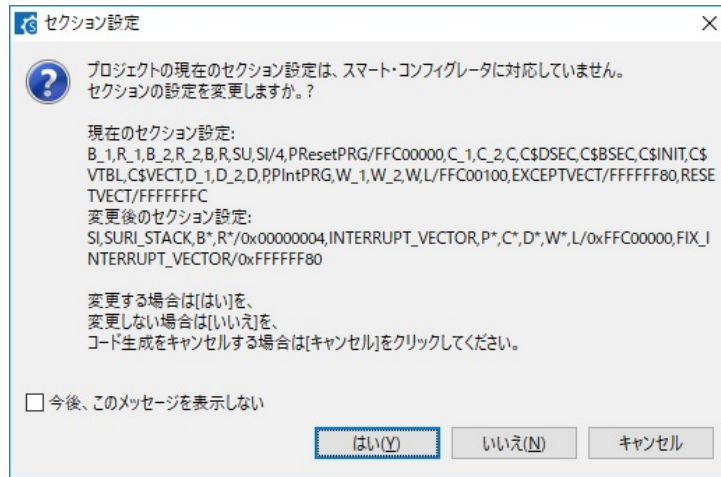 セクション設定
プロジェクトの現在のセクション設定は、スマート・コンフィグレータに対応していません。
セクションの設定を変更しますか。?
現在のセクション設定:
B_1,R_1,B_2,R_2,B,R,SU,SI/4,PResetPRG/FFC00000,C_1,C_2,C,C$DSEC,C$BSEC,C$INIT,C$
VTBL,C$VECT,D_1,D_2,D,P,PIntPRG,W_1,W_2,W,L/FFC00100,EXCEPTVECT/FFFFFF80,RESE
TVECT/FFFFFFFC
変更後のセクション設定:
SI,SURI_STACK,B*,R*/0x00000004,INTERRUPT_VECTOR,P*,C*,D*,W*,L/0xFFC00000,FIX_I
NTERRUPT_VECTOR/0xFFFFFF80
変更する場合は[はい]を、
変更しない場合は[いいえ]を、
コード生成をキャンセルする場合は[キャンセル]をクリックしてください。
今後、このメッセージを表示しない
はい(Y) いいえ(N) キャンセル